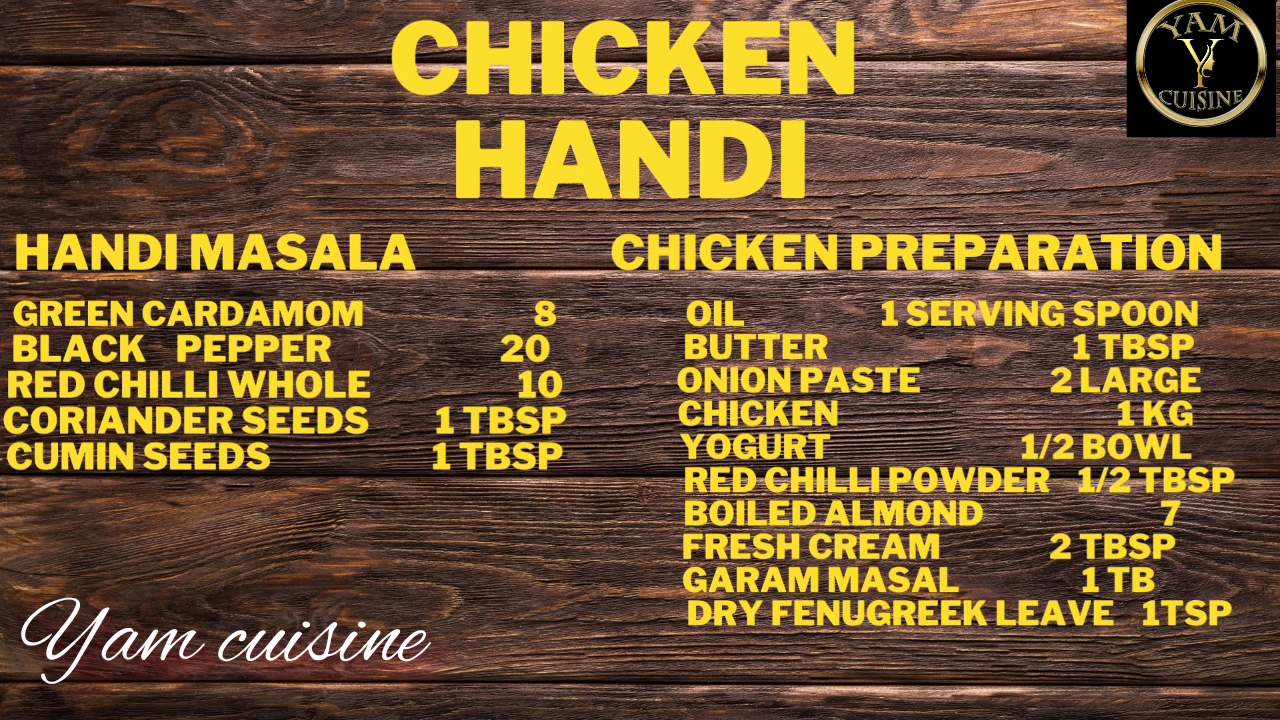 CHICKEN
HANDI
YAM
Y
CUISINE
HANDI MASALA
GREEN CARDAMOM 8
BLACK PEPPER 20
RED CHILLI WHOLE 10
CORIANDER SEEDS 1 TBSP
CUMIN SEEDS 1 TBSP
CHICKEN PREPARATION
OIL 1 SERVING SPOON
BUTTER 1 TBSP
ONION PASTE 2 LARGE
CHICKEN 1 KG
YOGURT 1/2 BOWL
RED CHILLI POWDER 1/2 TBSP
BOILED ALMOND 7
FRESH CREAM 2 TBSP
GARAM MASAL 1 TB
DRY FENUGREEK LEAVE 1TSP
Yam cuisine